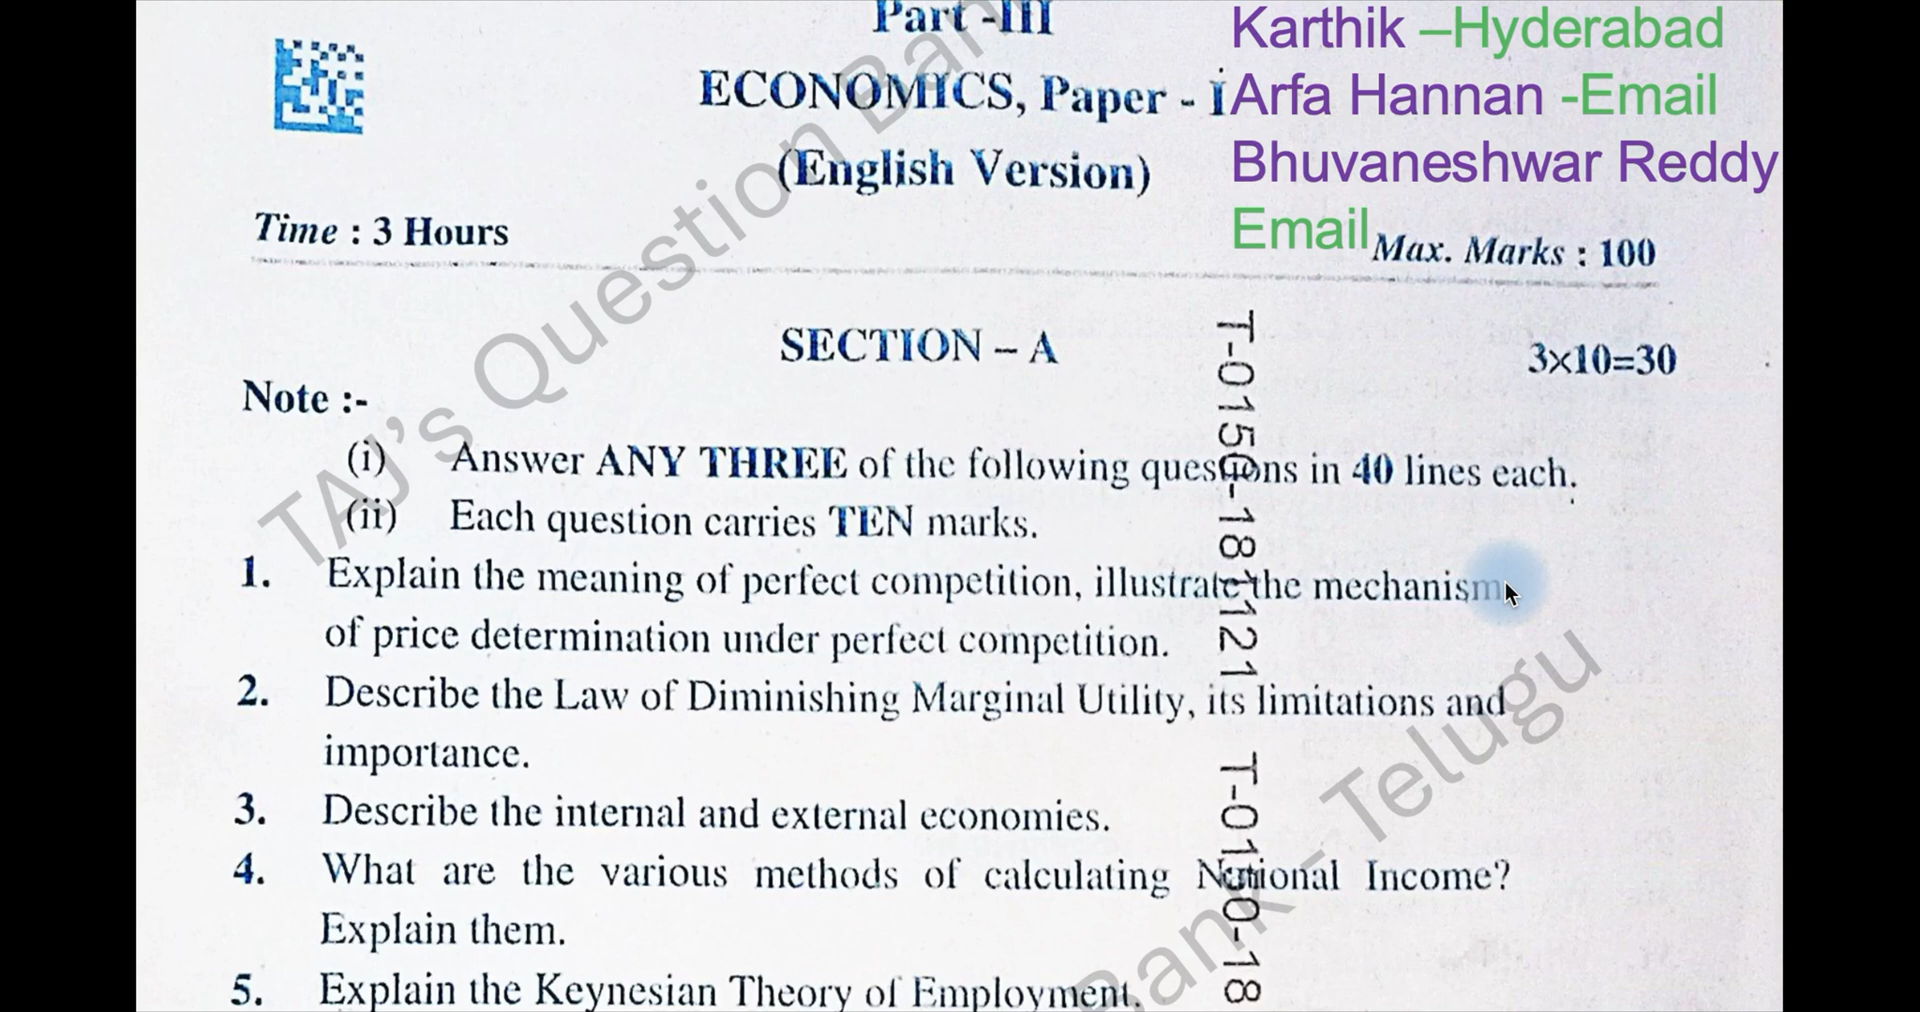 Part -III
ECONOMICS, Paper - I
(English Version)
Karthik –Hyderabad
Arfa Hannan -Email
Bhuvaneshwar Reddy
Email
Time : 3 Hours
Max. Marks : 100
SECTION – A
3×10=30
Note :-
(i) Answer ANY THREE of the following questions in 40 lines each.
(ii) Each question carries TEN marks.
1. Explain the meaning of perfect competition, illustrate the mechanism
of price determination under perfect competition.
2. Describe the Law of Diminishing Marginal Utility, its limitations and
importance.
3. Describe the internal and external economies.
4. What are the various methods of calculating National Income?
Explain them.
5. Explain the Keynesian Theory of Employment.
TAJ's Question Ban
Bank - Telugu
T-0150-181121
T-0150-18